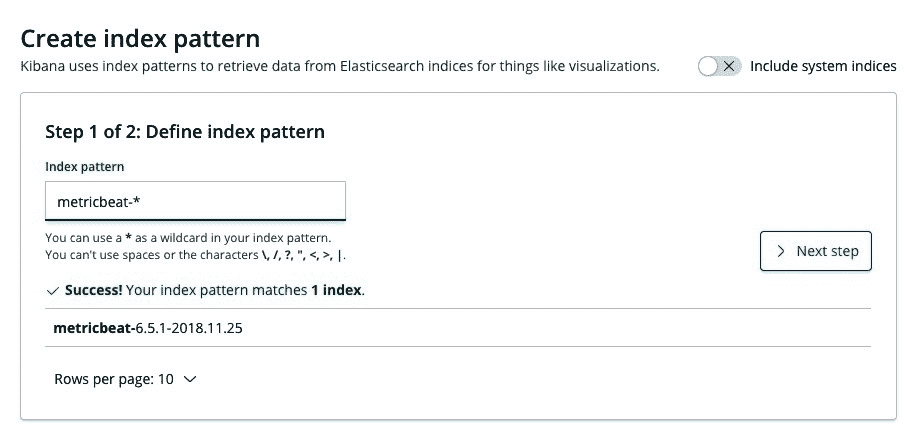 Create index pattern
Kibana uses index patterns to retrieve data from Elasticsearch indices for things like visualizations.
Include system indices
Step 1 of 2: Define index pattern
Index pattern
metricbeat-*
You can use a * as a wildcard in your index pattern.
You can't use spaces or the characters \, /, ?, ", <, >, |.
Next step
Success! Your index pattern matches 1 index.
metricbeat-6.5.1-2018.11.25
Rows per page: 10